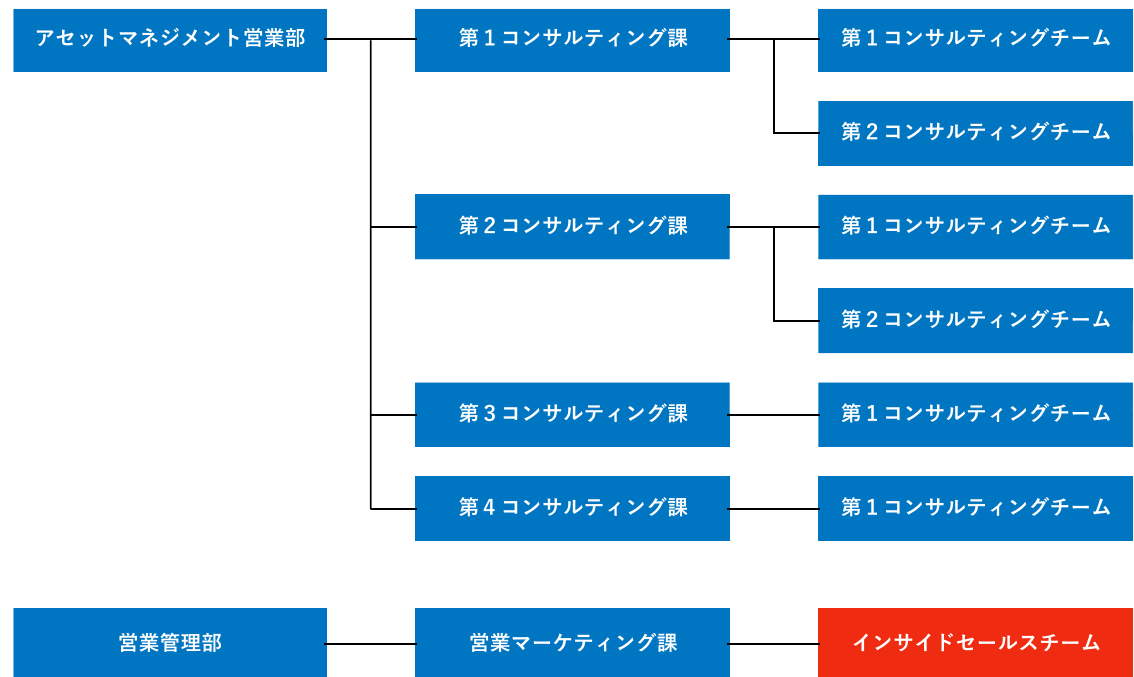 アセットマネジメント営業部
第1コンサルティング課
第1コンサルティングチーム
第2コンサルティングチーム
第2コンサルティング課
第1コンサルティングチーム
第2コンサルティングチーム
第3コンサルティング課
第1コンサルティングチーム
第4コンサルティング課
第1コンサルティングチーム
営業管理部
営業マーケティング課
インサイドセールスチーム